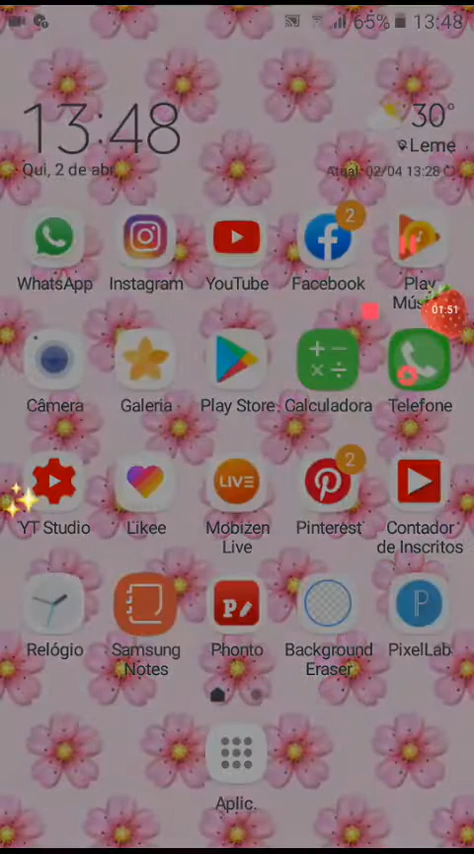 65% 13:48
13:48
30°
Leme
Qui, 2 de abr.
Atual. 02/04 13:28
2
WhatsApp
Instagram
YouTube
Facebook
Play
Mús
01:51
Câmera
Galeria
Play Store
Calculadora
Telefone
LIVE
2
YT Studio
Likee
Mobizen
Live
Pinterest
Contador
de Inscritos
P
P
Relógio
Samsung
Notes
Phonto
Background
Eraser
PixelLab
Aplic.